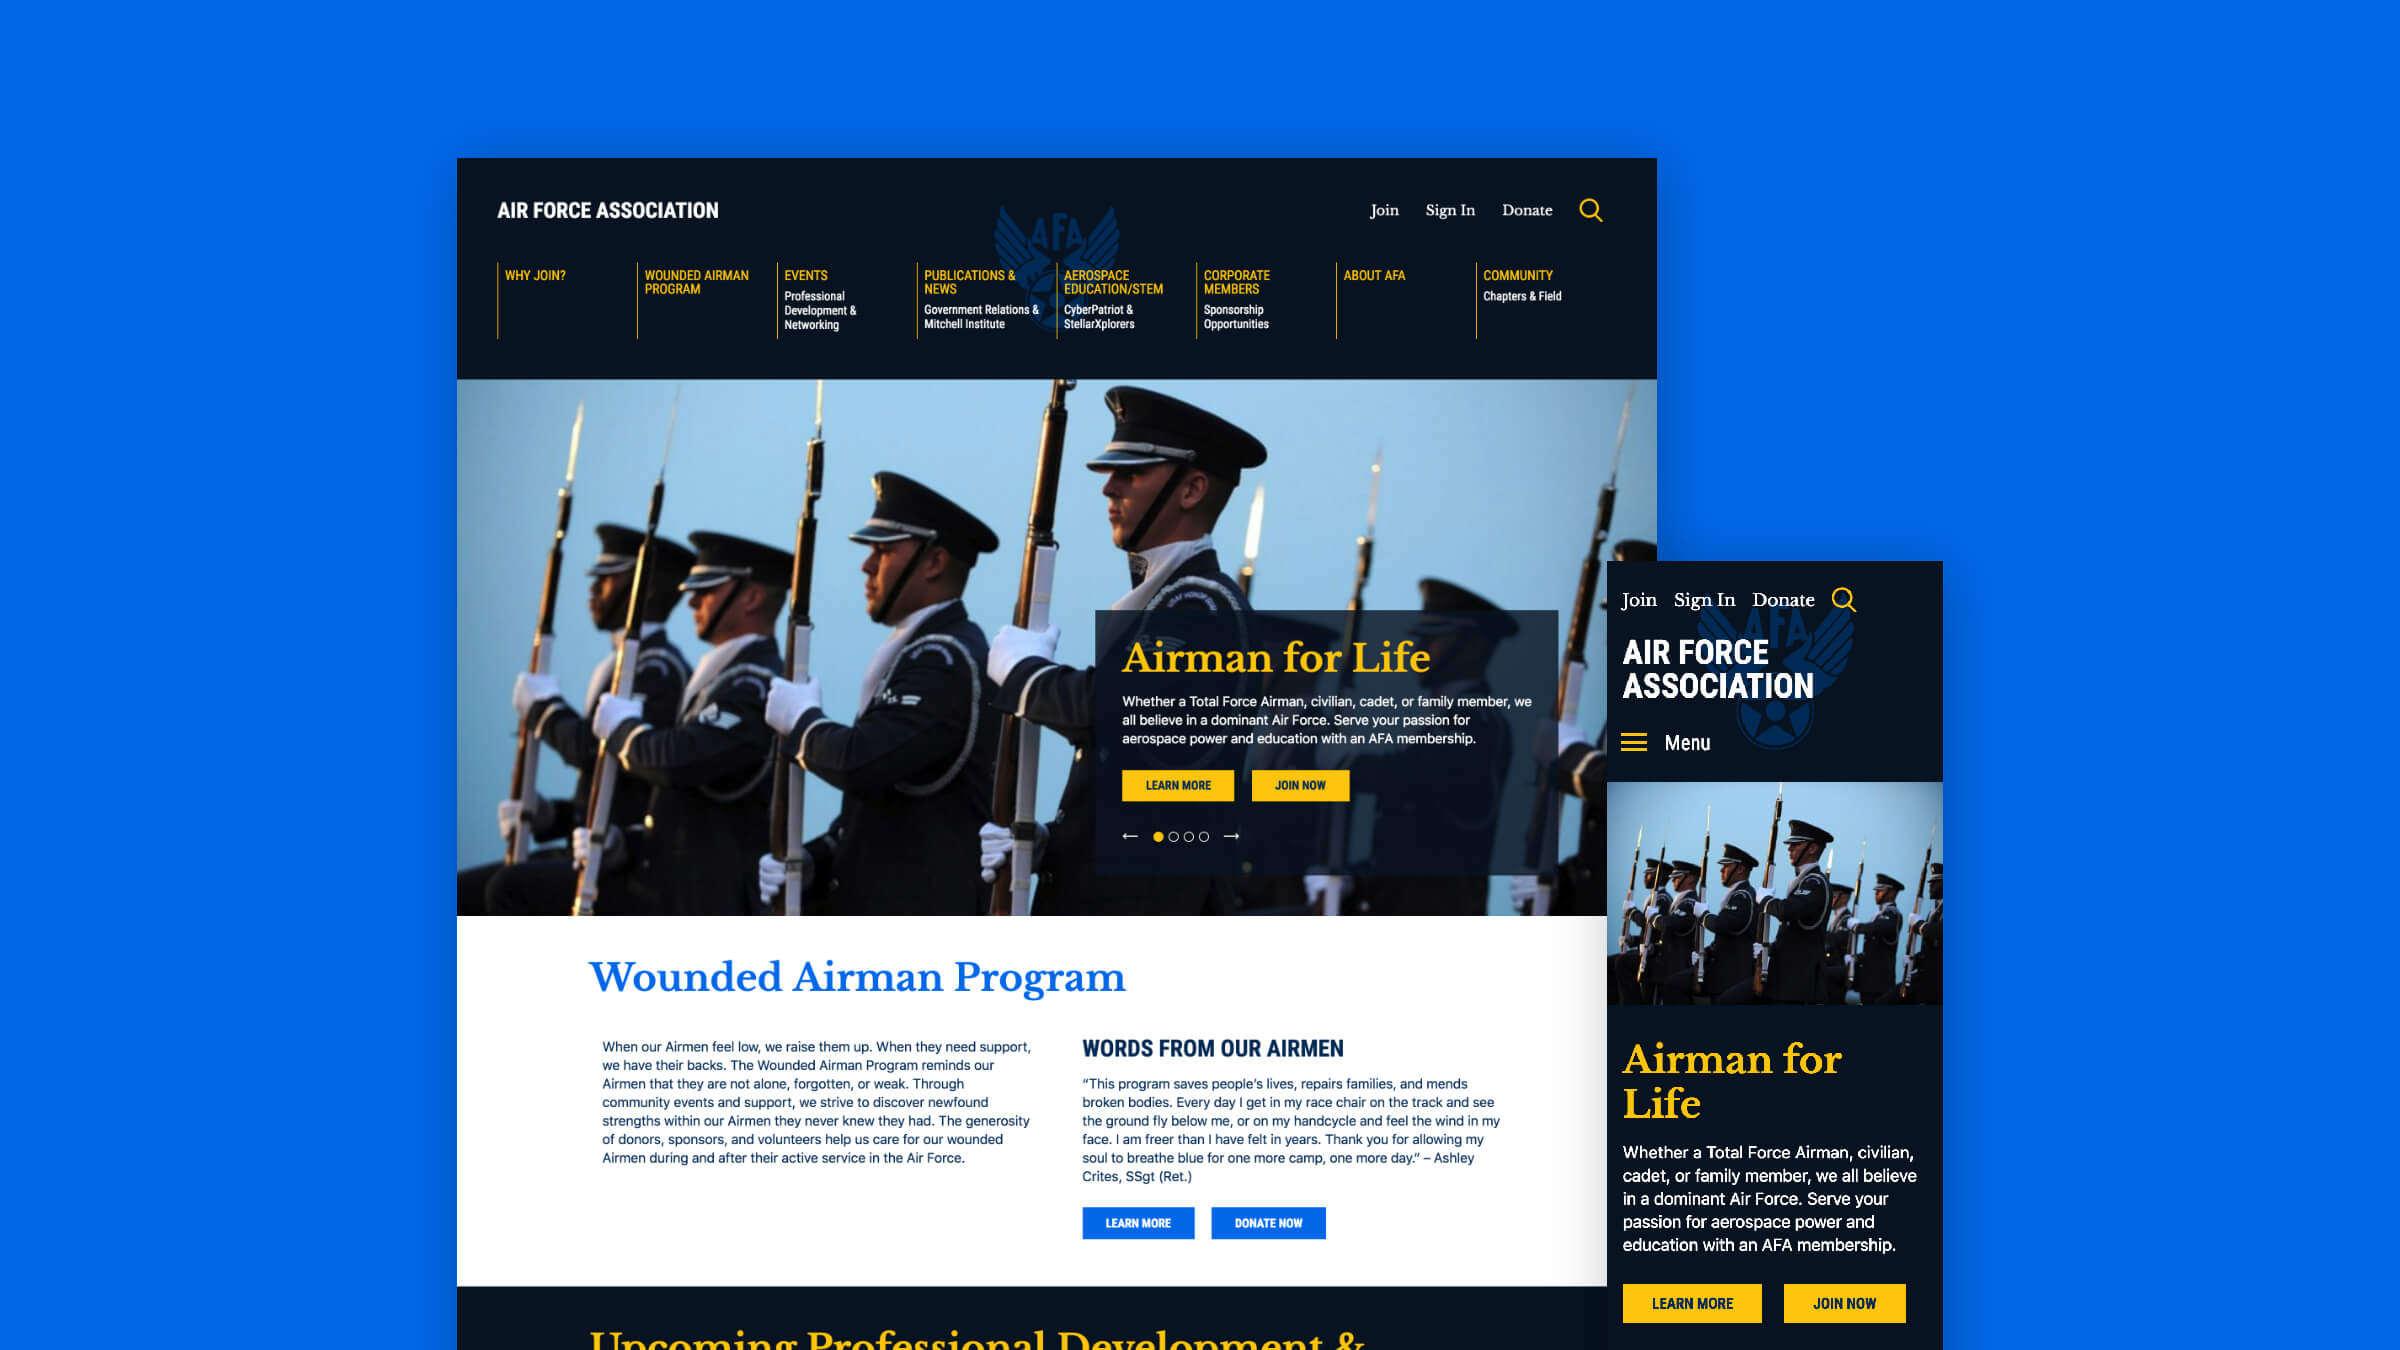 AIR FORCE ASSOCIATION
Join Sign In Donate
AFA
WHY JOIN?
WOUNDED AIRMAN
PROGRAM
EVENTS
Professional
Development &
Networking
PUBLICATIONS &
NEWS
Government Relations &
Mitchell Institute
AEROSPACE
EDUCATION/STEM
CyberPatriot &
StellarXplorers
CORPORATE
MEMBERS
Sponsorship
Opportunities
ABOUT AFA
COMMUNITY
Chapters & Field
Airman for Life
Whether a Total Force Airman, civilian, cadet, or family member, we
all believe in a dominant Air Force. Serve your passion for
aerospace power and education with an AFA membership.
LEARN MORE JOIN NOW
Wounded Airman Program
When our Airmen feel low, we raise them up. When they need support,
we have their backs. The Wounded Airman Program reminds our
Airmen that they are not alone, forgotten, or weak. Through
community events and support, we strive to discover newfound
strengths within our Airmen they never knew they had. The generosity
of donors, sponsors, and volunteers help us care for our wounded
Airmen during and after their active service in the Air Force.
WORDS FROM OUR AIRMEN
“This program saves people’s lives, repairs families, and mends
broken bodies. Every day I get in my race chair on the track and see
the ground fly below me, or on my handcycle and feel the wind in my
face. I am freer than I have felt in years. Thank you for allowing my
soul to breathe blue for one more camp, one more day.” – Ashley
Crites, SSgt (Ret.)
LEARN MORE DONATE NOW
Upcoming Professional Development &
Join Sign In Donate
AFA
AIR FORCE
ASSOCIATION
Menu
Airman for
Life
Whether a Total Force Airman, civilian,
cadet, or family member, we all believe
in a dominant Air Force. Serve your
passion for aerospace power and
education with an AFA membership.
LEARN MORE JOIN NOW